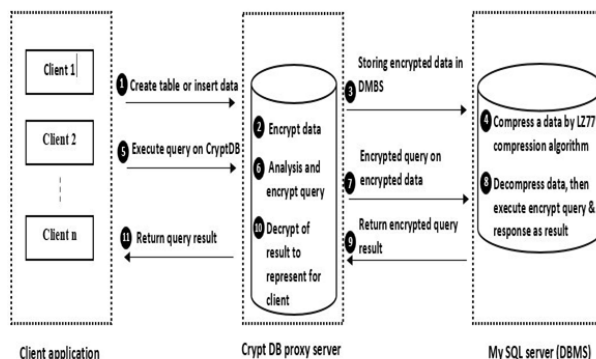 Client 1
Client 2
Client n
Client application
1 Create table or insert data
5 Execute query on CryptDB
11 Return query result
2 Encrypt data
6 Analysis and
encrypt query
10 Decrypt of
result to
represent for
client
Crypt DB proxy server
Storing encrypted data in
3 DMBS
Encrypted query on
7 encrypted data
Return encrypted query
9 result
4 Compress a data by LZ77
compression algorithm
8 Decompress data, then
execute encrypt query &
response as result
My SQL server (DBMS)